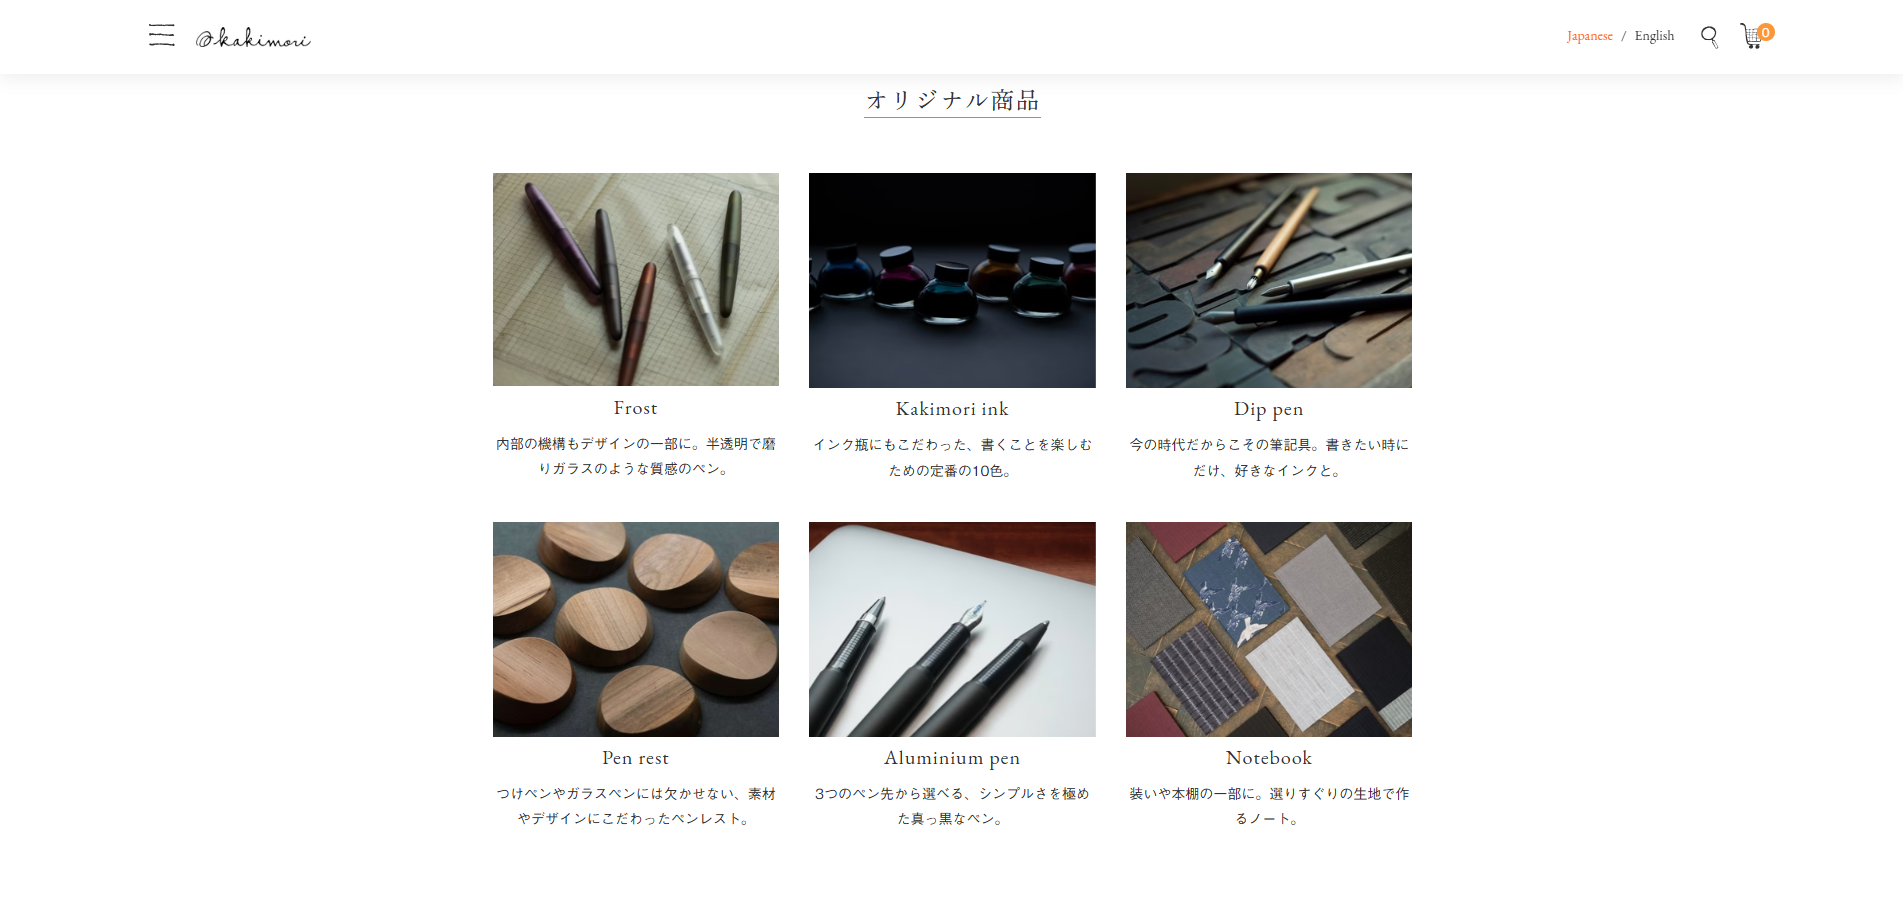 kakimori
Japanese / English
0
オリジナル商品
Frost
内部の機構もデザインの一部に。半透明で磨
りガラスのような質感のペン。
Kakimori ink
インク瓶にもこだわった、書くことを楽しむ
ための定番の10色。
Dip pen
今の時代だからこその筆記具。書きたい時に
だけ、好きなインクと。
Pen rest
つけペンやガラスペンには欠かせない、素材
やデザインにこだわったペンレスト。
Aluminium pen
3つのペン先から選べる、シンプルさを極め
た真っ黒なペン。
Notebook
装いや本棚の一部に。選りすぐりの生地で作
るノート。